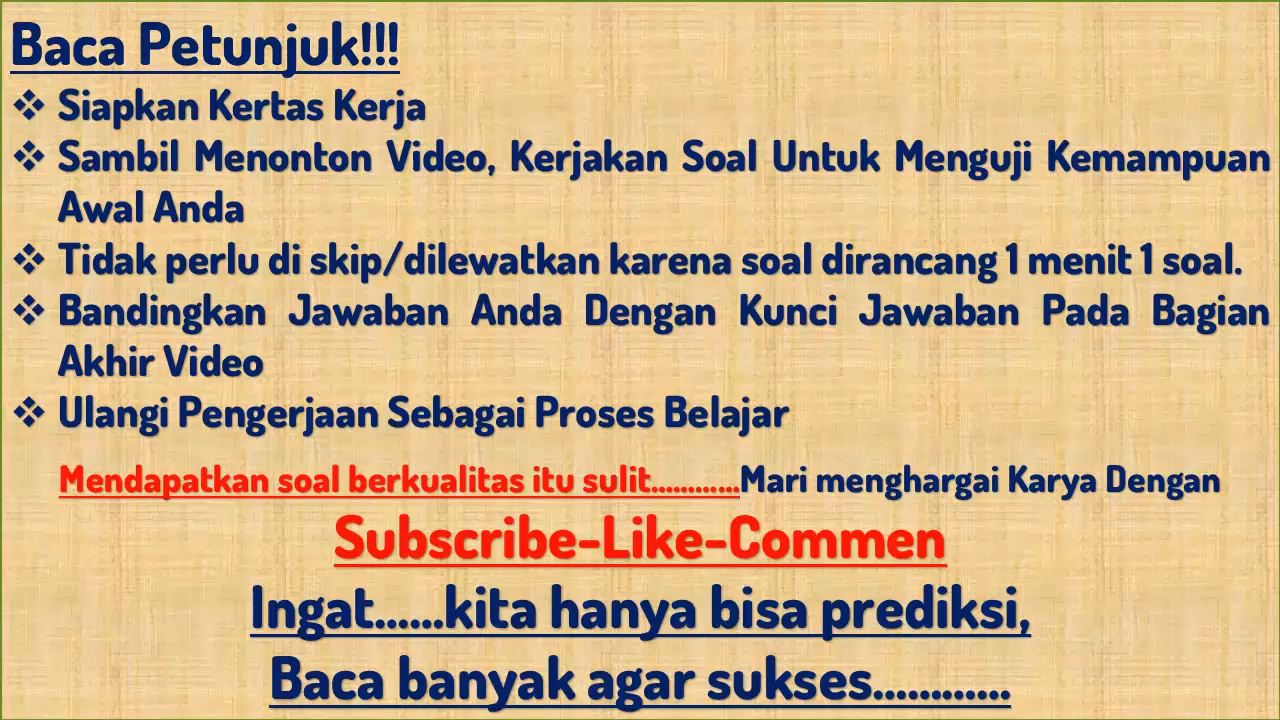 Baca Petunjuk!!!
❖ Siapkan Kertas Kerja
❖ Sambil Menonton Video, Kerjakan Soal Untuk Menguji Kemampuan
Awal Anda
❖ Tidak perlu di skip/dilewatkan karena soal dirancang 1 menit 1 soal.
❖ Bandingkan Jawaban Anda Dengan Kunci Jawaban Pada Bagian
Akhir Video
❖ Ulangi Pengerjaan Sebagai Proses Belajar
Mendapatkan soal berkualitas itu sulit............Mari menghargai Karya Dengan
Subscribe-Like-Commen
Ingat......kita hanya bisa prediksi,
Baca banyak agar sukses............